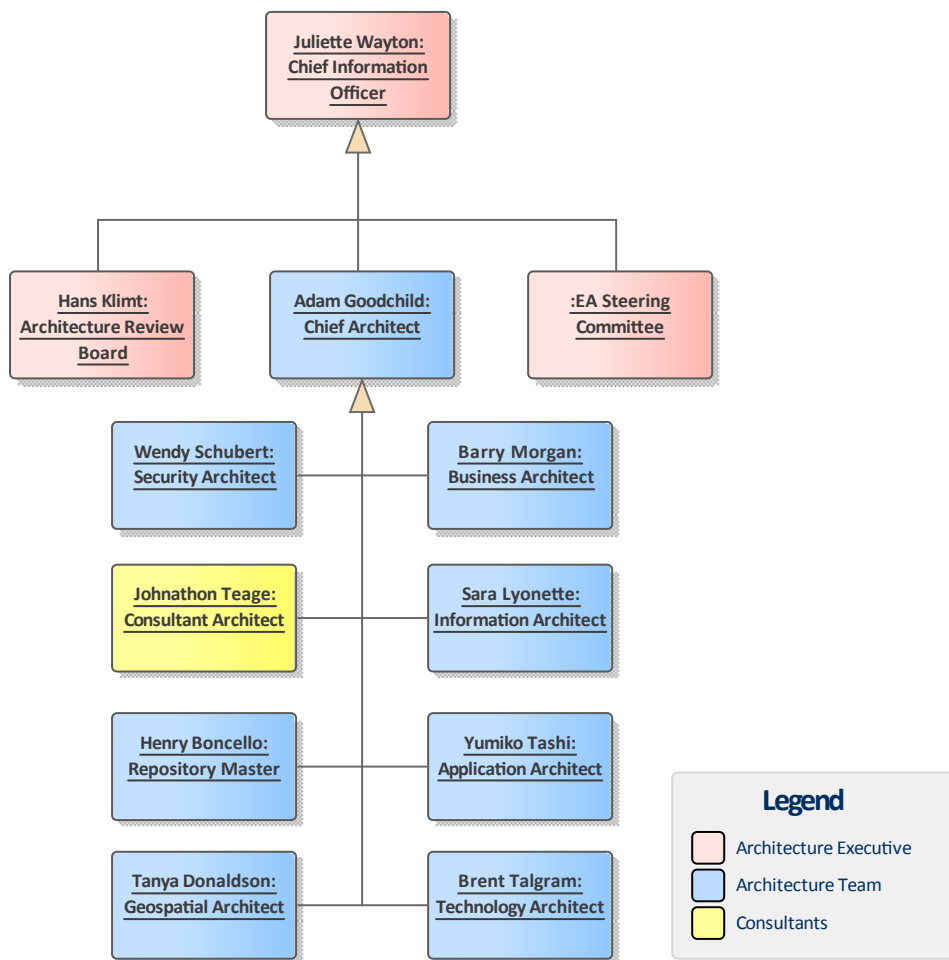 Juliette Wayton:
Chief Information
Officer
Hans Klimt:
Architecture Review
Board
Adam Goodchild:
Chief Architect
:EA Steering
Committee
Wendy Schubert:
Security Architect
Barry Morgan:
Business Architect
Johnathon Teage:
Consultant Architect
Sara Lyonette:
Information Architect
Henry Boncello:
Repository Master
Yumiko Tashi:
Application Architect
Tanya Donaldson:
Geospatial Architect
Brent Talgram:
Technology Architect
Legend
Architecture Executive
Architecture Team
Consultants